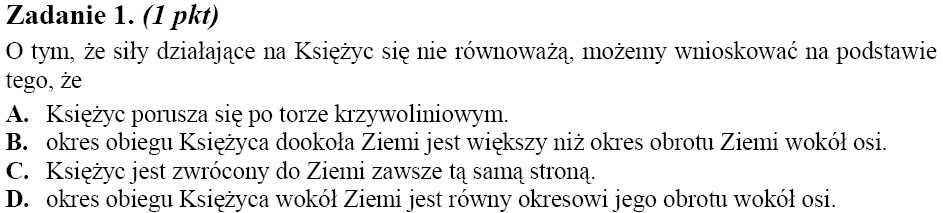 Zadanie 1. (1 pkt)
O tym, że siły działające na Księżyc się nie równoważą, możemy wnioskować na podstawie
tego, że
A. Księżyc porusza się po torze krzywoliniowym.
B. okres obiegu Księżyca dookoła Ziemi jest większy niż okres obrotu Ziemi wokół osi.
C. Księżyc jest zwrócony do Ziemi zawsze tą samą stroną.
D. okres obiegu Księżyca wokół Ziemi jest równy okresowi jego obrotu wokół osi.